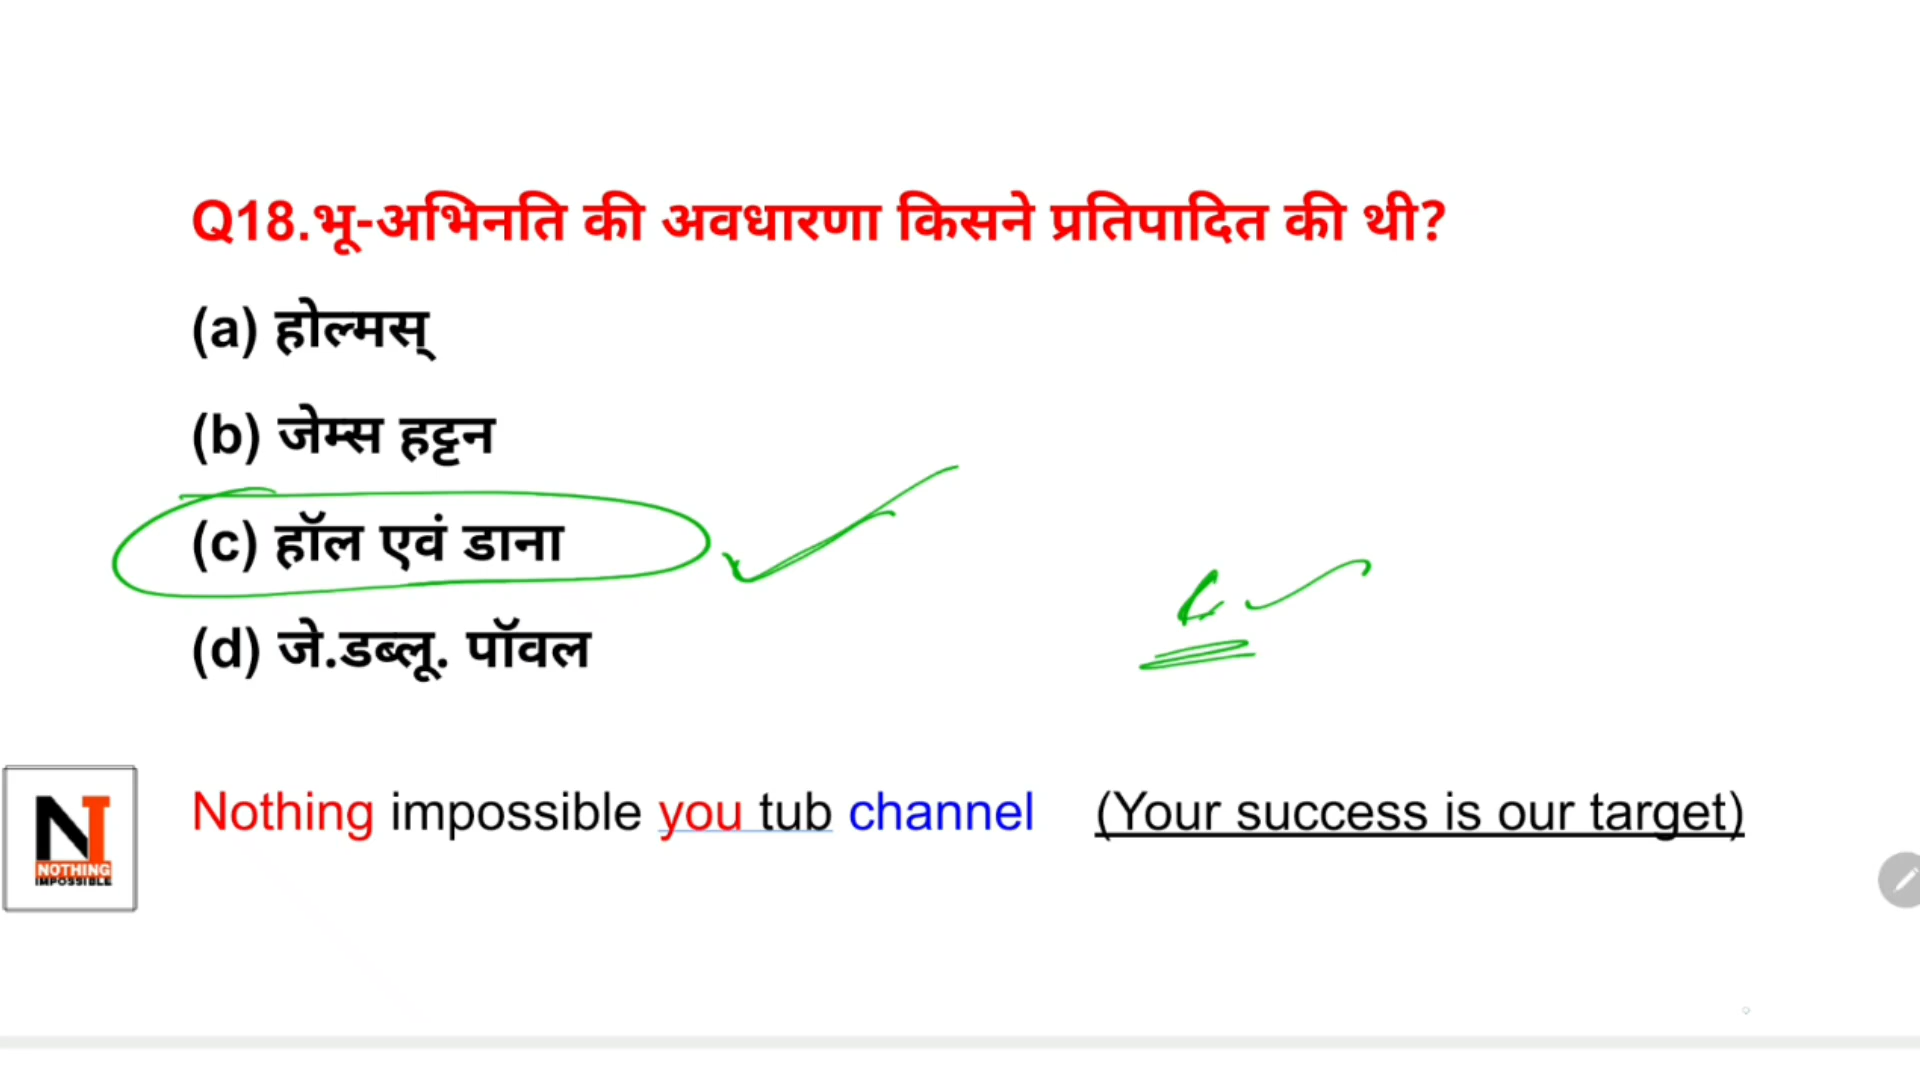 Q18.भू-अभिनति की अवधारणा किसने प्रतिपादित की थी?
(a) होल्मस्
(b) जेम्स हट्टन
(c) हॉल एवं डाना
(d) जे.डब्लू. पॉवल
Nothing impossible you tub channel (Your success is our target)
NI
NOTHING
IMPOSSIBLE